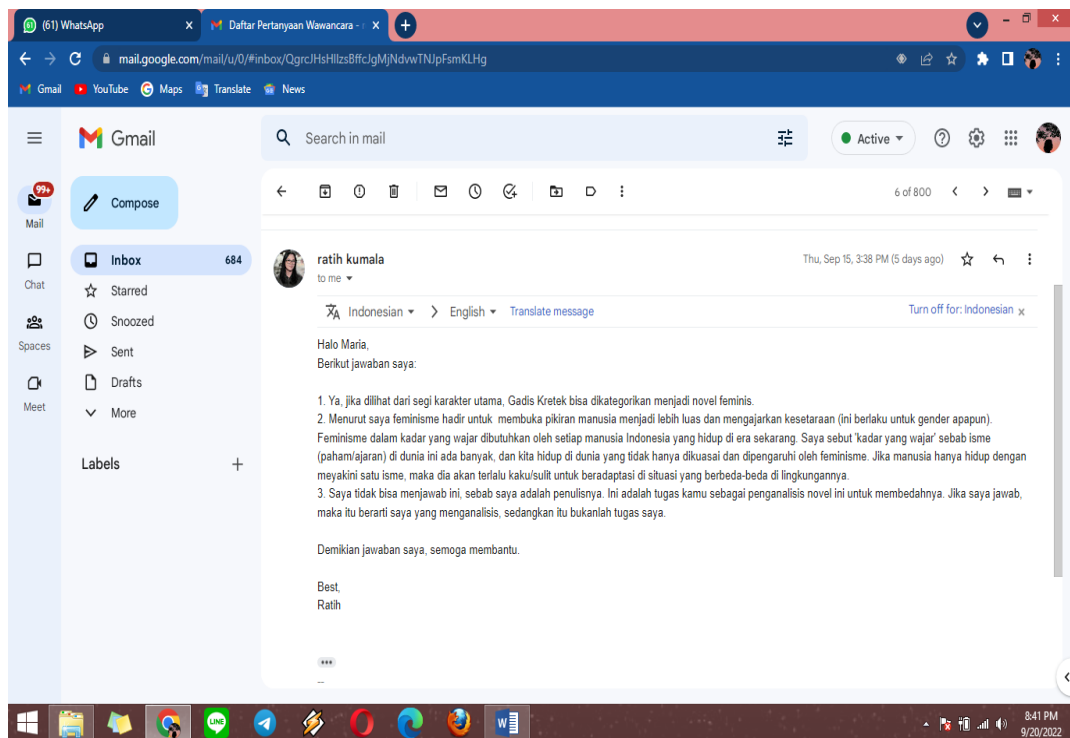 (61) WhatsApp
Daftar Pertanyaan Wawancara -
mail.google.com/mail/u/0/#inbox/QgrcJHsHlIzsBffcJgMjNdvwTNJpFsmKLHg
Gmail YouTube Maps Translate News
Gmail
Search in mail
Active
99+
Mail
Compose
6 of 800
Chat
Spaces
Meet
Inbox 684
Starred
Snoozed
Sent
Drafts
More
Labels
ratih kumala
Thu, Sep 15, 3:38 PM (5 days ago)
to me
Indonesian > English Translate message
Turn off for: Indonesian x
Halo Maria,
Berikut jawaban saya:
1. Ya, jika dilihat dari segi karakter utama, Gadis Kretek bisa dikategorikan menjadi novel feminis.
2. Menurut saya feminisme hadir untuk membuka pikiran manusia menjadi lebih luas dan mengajarkan kesetaraan (ini berlaku untuk gender apapun).
Feminisme dalam kadar yang wajar dibutuhkan oleh setiap manusia Indonesia yang hidup di era sekarang. Saya sebut 'kadar yang wajar' sebab isme
(paham/ajaran) di dunia ini ada banyak, dan kita hidup di dunia yang tidak hanya dikuasai dan dipengaruhi oleh feminisme. Jika manusia hanya hidup dengan
meyakini satu isme, maka dia akan terlalu kaku/sulit untuk beradaptasi di situasi yang berbeda-beda di lingkungannya.
3. Saya tidak bisa menjawab ini, sebab saya adalah penulisnya. Ini adalah tugas kamu sebagai penganalisis novel ini untuk membedahnya. Jika saya jawab,
maka itu berarti saya yang menganalisis, sedangkan itu bukanlah tugas saya.
Demikian jawaban saya, semoga membantu.
Best,
Ratih
--
LINE
8:41 PM
9/20/2022